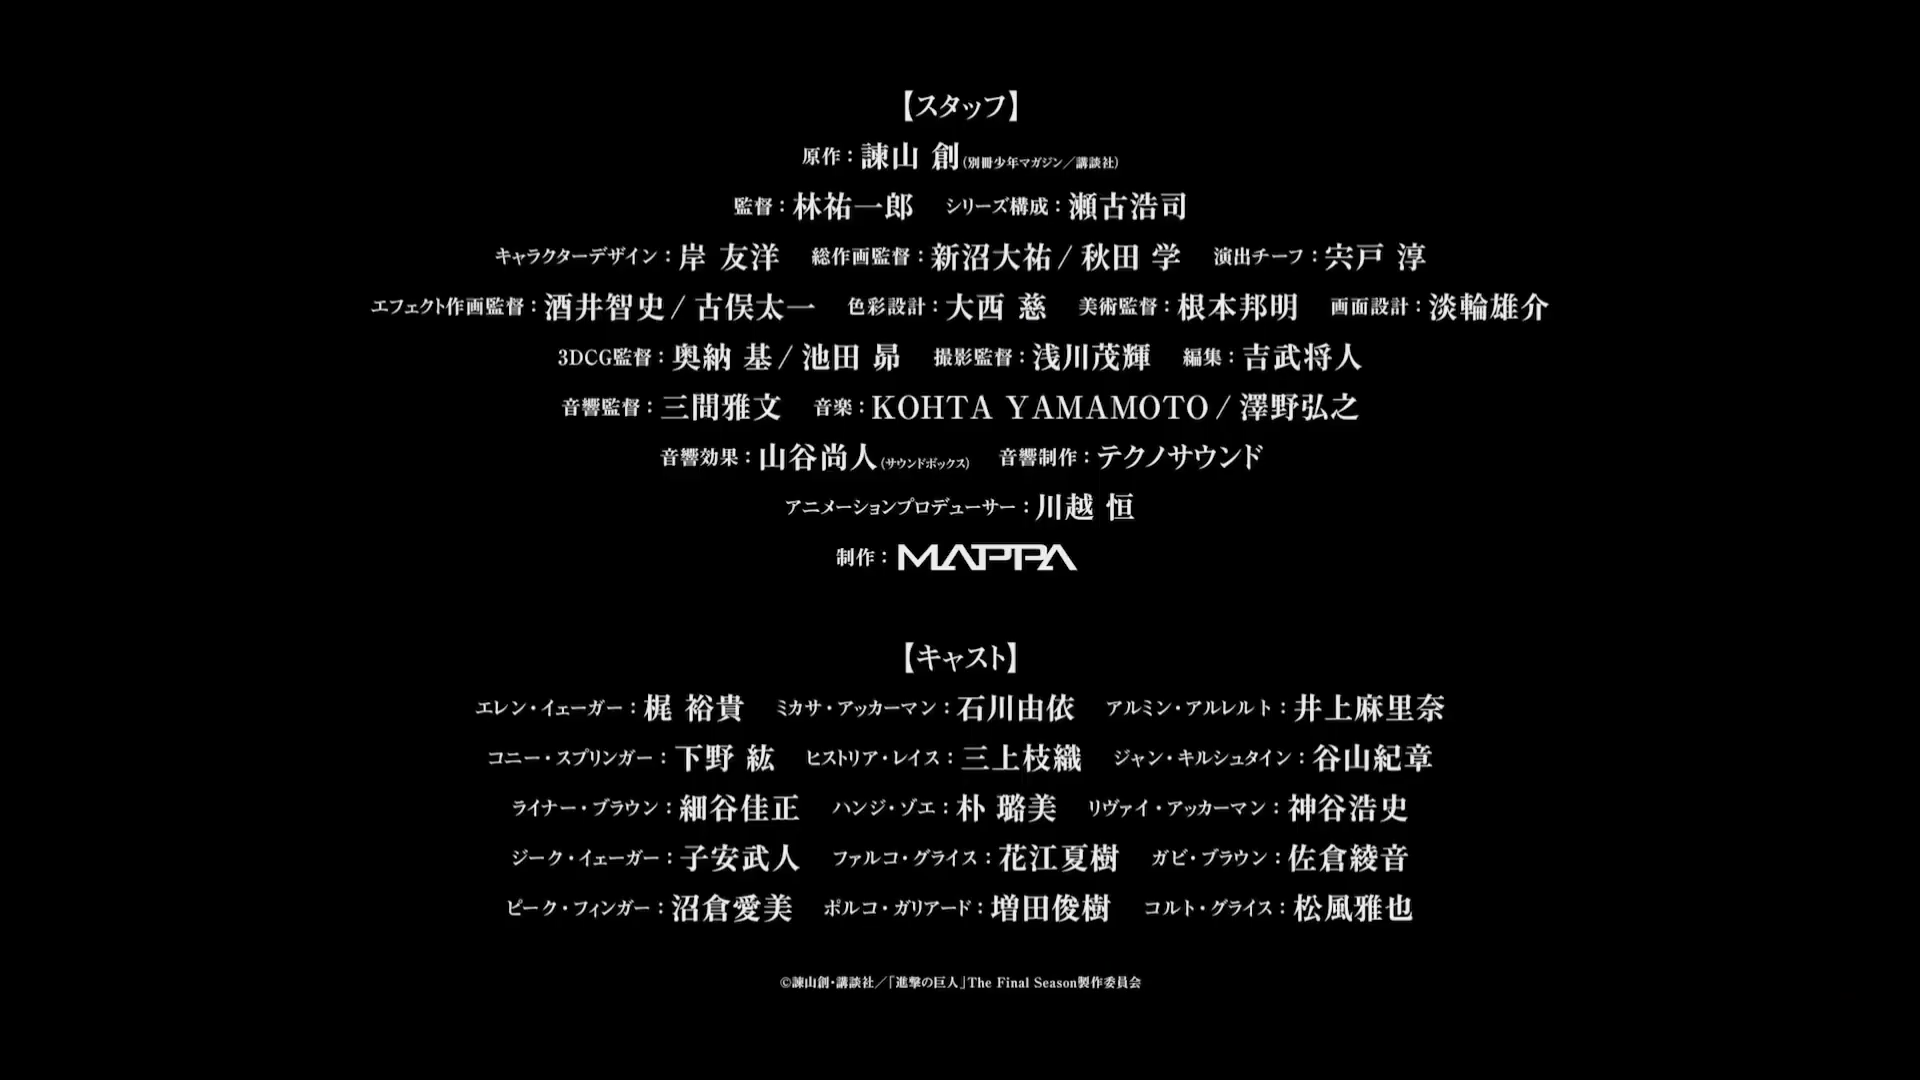 【スタッフ】
原作：諫山 創（別冊少年マガジン／講談社）
監督：林祐一郎　シリーズ構成：瀬古浩司
キャラクターデザイン：岸 友洋　総作画監督：新沼大祐 / 秋田 学　演出チーフ：宍戸 淳
エフェクト作画監督：酒井智史 / 古俣太一　色彩設計：大西 慈　美術監督：根本邦明　画面設計：淡輪雄介
3DCG監督：奥納 基 / 池田 昴　撮影監督：浅川茂輝　編集：吉武将人
音響監督：三間雅文　音楽：KOHTA YAMAMOTO / 澤野弘之
音響効果：山谷尚人（サウンドボックス）　音響制作：テクノサウンド
アニメーションプロデューサー：川越 恒
制作：MAPPA
【キャスト】
エレン・イェーガー：梶 裕貴　ミカサ・アッカーマン：石川由依　アルミン・アルレルト：井上麻里奈
コニー・スプリンガー：下野 紘　ヒストリア・レイス：三上枝織　ジャン・キルシュタイン：谷山紀章
ライナー・ブラウン：細谷佳正　ハンジ・ゾエ：朴 璐美　リヴァイ・アッカーマン：神谷浩史
ジーク・イェーガー：子安武人　ファルコ・グライス：花江夏樹　ガビ・ブラウン：佐倉綾音
ピーク・フィンガー：沼倉愛美　ポルコ・ガリアード：増田俊樹　コルト・グライス：松風雅也
©諫山創・講談社／「進撃の巨人」The Final Season製作委員会